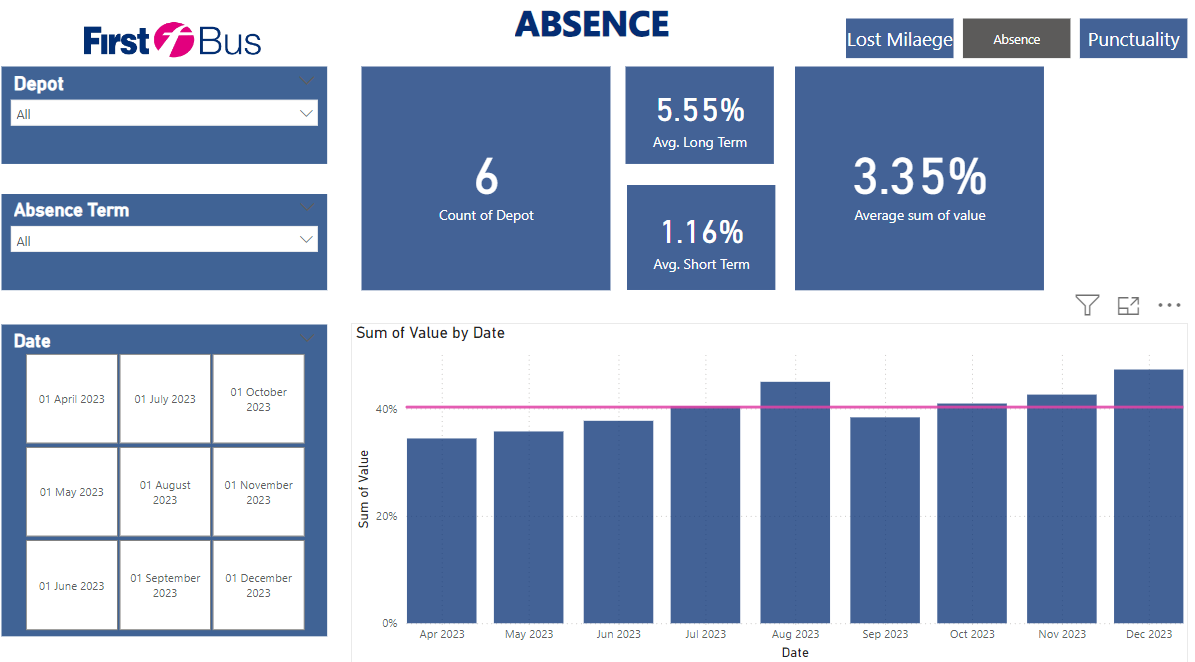 First Bus
ABSENCE
Lost Milaege
Absence
Punctuality
Depot
All
Absence Term
All
6
Count of Depot
5.55%
Avg. Long Term
1.16%
Avg. Short Term
3.35%
Average sum of value
Date
01 April 2023
01 July 2023
01 October
2023
01 May 2023
01 August
2023
01 November
2023
01 June 2023
01 September
2023
01 December
2023
Sum of Value by Date
Sum of Value
40%
20%
0%
Apr 2023
May 2023
Jun 2023
Jul 2023
Aug 2023
Sep 2023
Oct 2023
Nov 2023
Dec 2023
Date